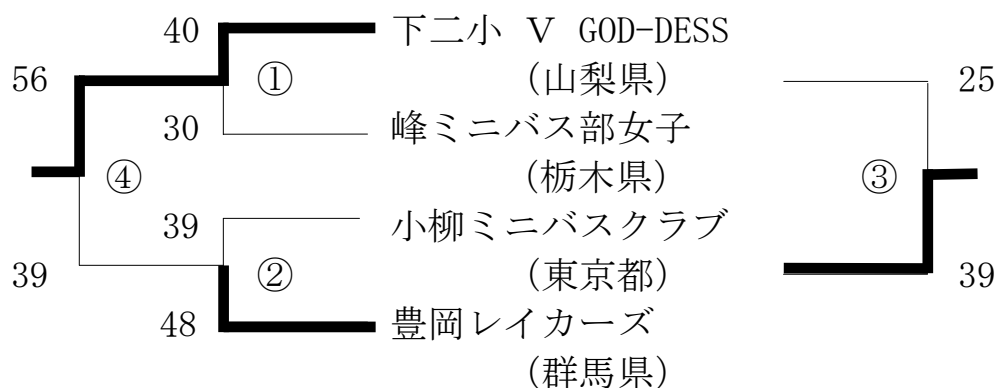 40 下二小 V GOD-DESS
56 ① (山梨県) 25
30 峰ミニバス部女子
④ (栃木県) ③
39 小柳ミニバスクラブ
39 ② (東京都) 39
48 豊岡レイカーズ
(群馬県)